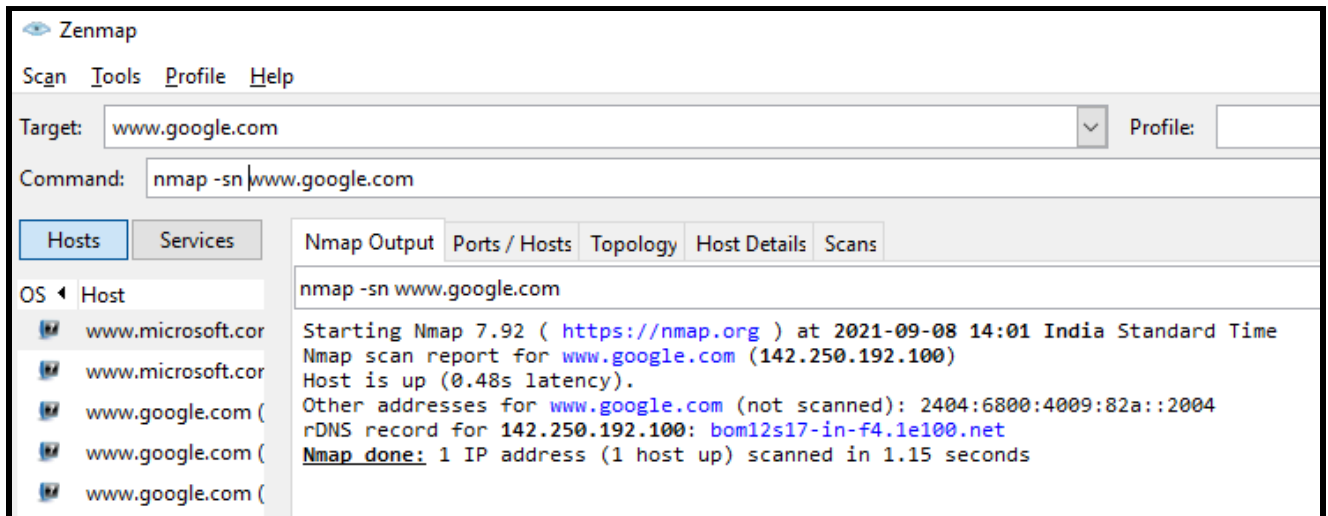 Zenmap
Scan Tools Profile Help
Target: www.google.com Profile:
Command: nmap -sn www.google.com
Hosts Services Nmap Output Ports / Hosts Topology Host Details Scans
OS Host nmap -sn www.google.com
www.microsoft.cor
www.microsoft.cor
www.google.com (
www.google.com (
www.google.com (
Starting Nmap 7.92 ( https://nmap.org ) at 2021-09-08 14:01 India Standard Time
Nmap scan report for www.google.com (142.250.192.100)
Host is up (0.48s latency).
Other addresses for www.google.com (not scanned): 2404:6800:4009:82a::2004
rDNS record for 142.250.192.100: bom12s17-in-f4.1e100.net
Nmap done: 1 IP address (1 host up) scanned in 1.15 seconds